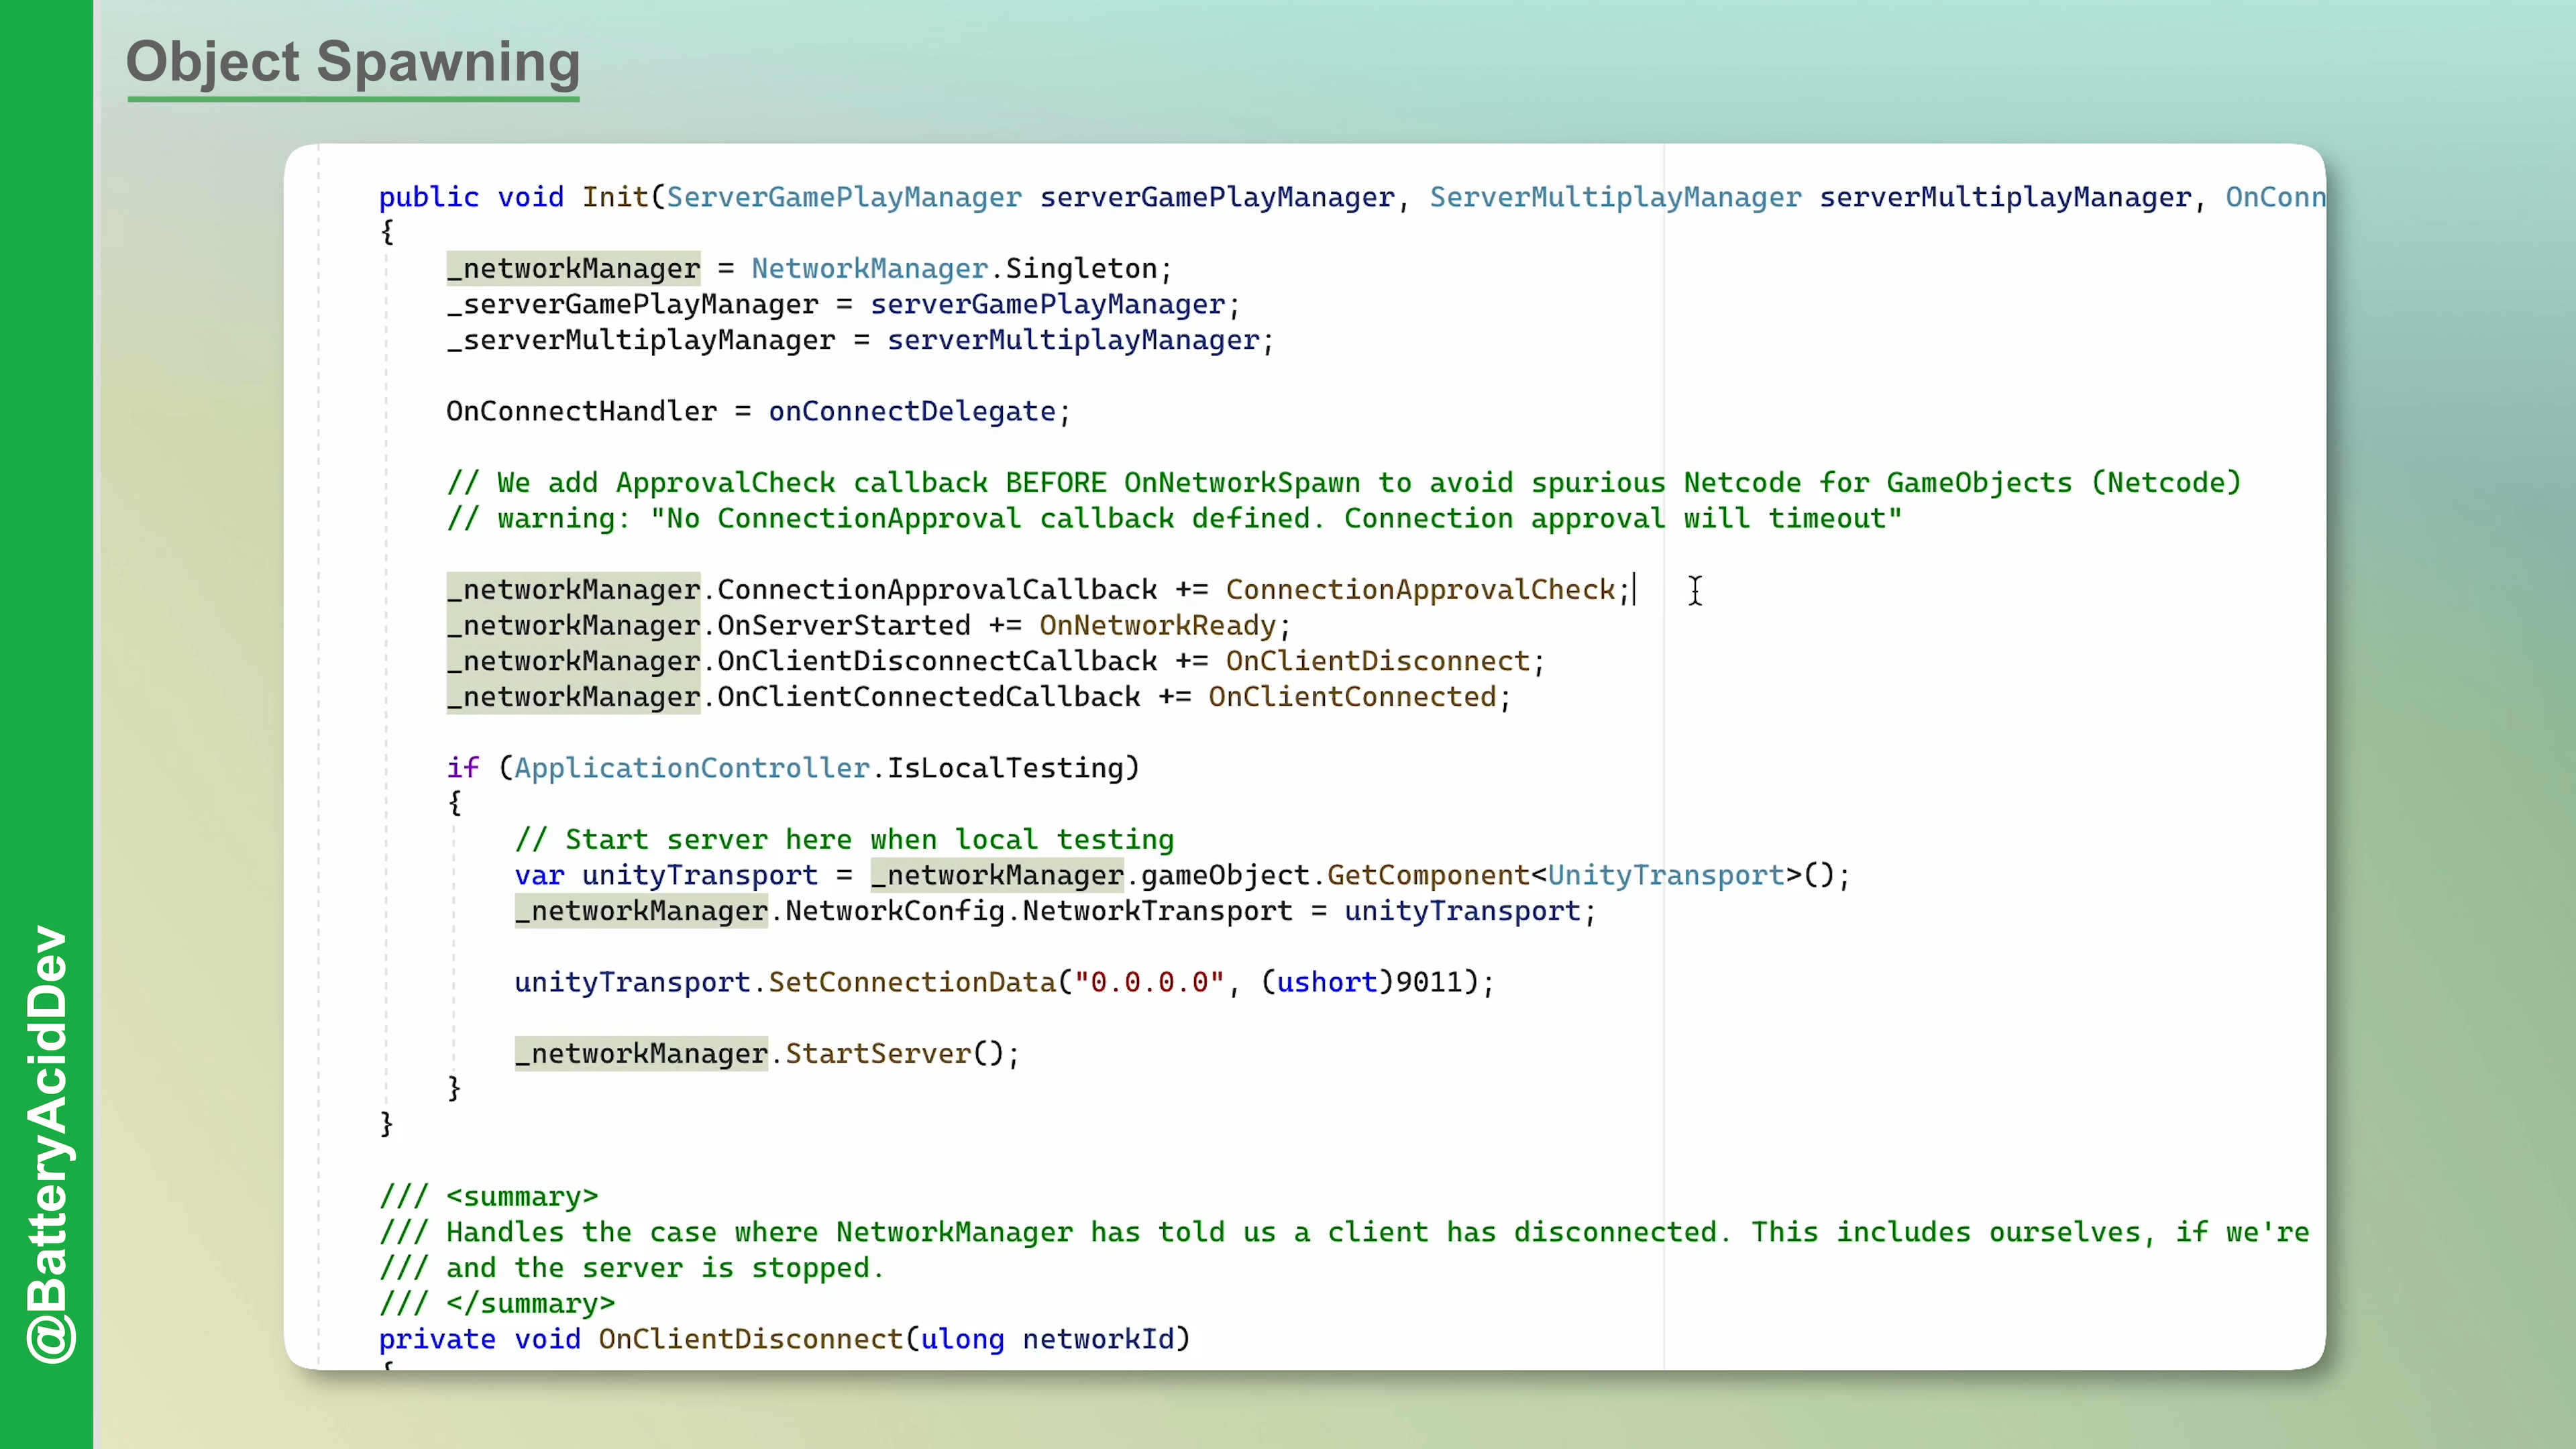 Object Spawning
public void Init(ServerGamePlayManager serverGamePlayManager, ServerMultiplayManager serverMultiplayManager, OnConn
{
_networkManager = NetworkManager.Singleton;
_serverGamePlayManager = serverGamePlayManager;
_serverMultiplayManager = serverMultiplayManager;
OnConnectHandler = onConnectDelegate;
// We add ApprovalCheck callback BEFORE OnNetworkSpawn to avoid spurious Netcode for GameObjects (Netcode)
// warning: "No ConnectionApproval callback defined. Connection approval will timeout"
_networkManager.ConnectionApprovalCallback += ConnectionApprovalCheck;
_networkManager.OnServerStarted += OnNetworkReady;
_networkManager.OnClientDisconnectCallback += OnClientDisconnect;
_networkManager.OnClientConnectedCallback += OnClientConnected;
if (ApplicationController.IsLocalTesting)
{
// Start server here when local testing
var unityTransport = _networkManager.gameObject.GetComponent<UnityTransport>();
_networkManager.NetworkConfig.NetworkTransport = unityTransport;
unityTransport.SetConnectionData("0.0.0.0", (ushort)9011);
_networkManager.StartServer();
}
}
/// <summary>
/// Handles the case where NetworkManager has told us a client has disconnected. This includes ourselves, if we're
/// and the server is stopped.
/// </summary>
private void OnClientDisconnect(ulong networkId)
{
@BatteryAcidDev